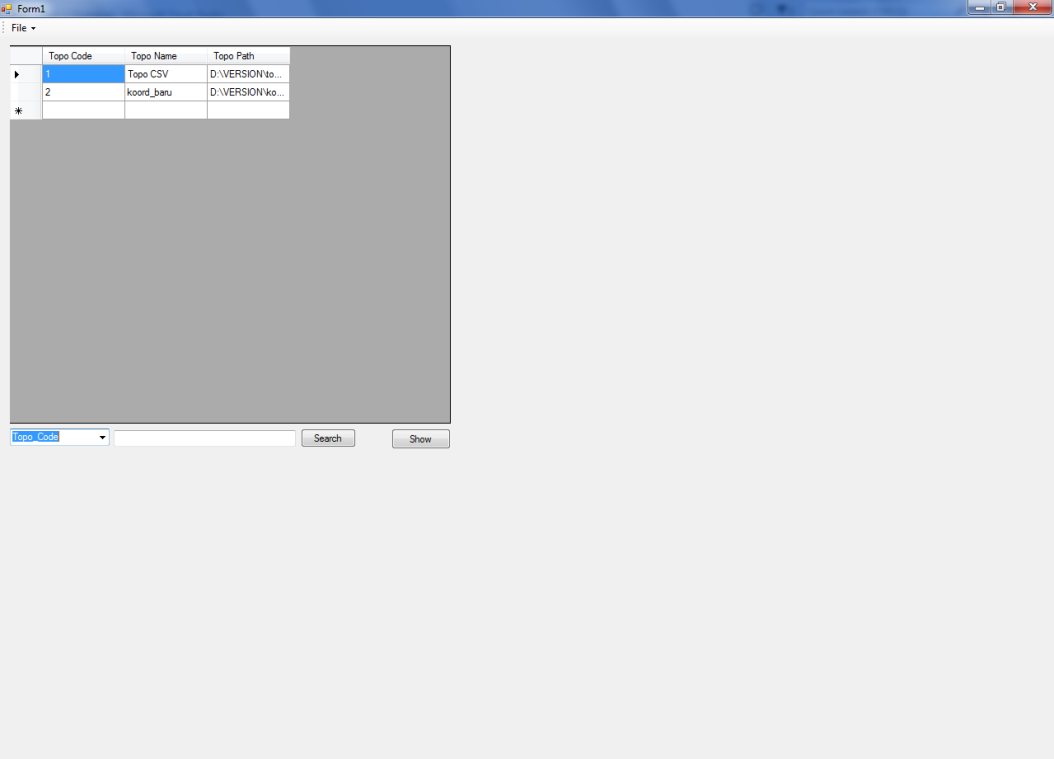 Form1
File
Topo Code Topo Name Topo Path
1 Topo CSV D:\VERSION\to...
2 koord_baru D:\VERSION\ko...
Topo_Code Search Show